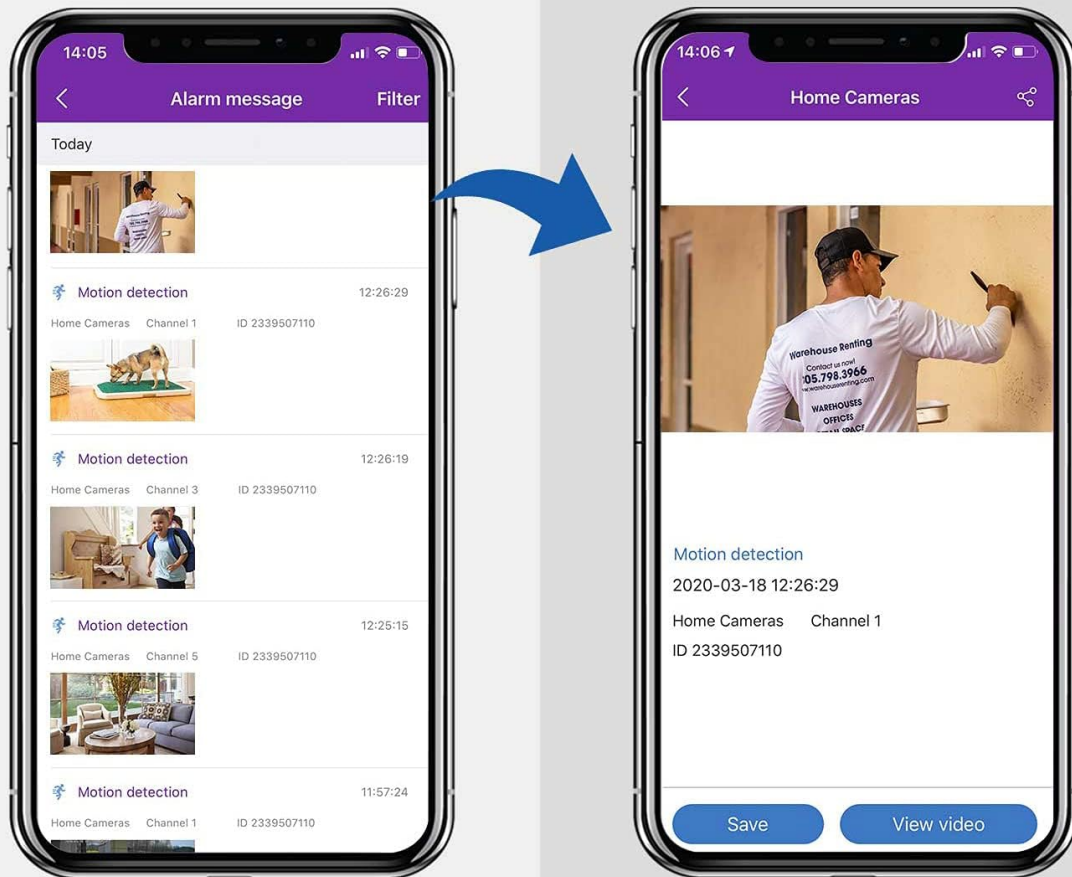 14:05
Alarm message
Filter
Today
Motion detection 12:26:29
Home Cameras Channel 1 ID 2339507110
Motion detection 12:26:19
Home Cameras Channel 3 ID 2339507110
Motion detection 12:25:15
Home Cameras Channel 5 ID 2339507110
Motion detection 11:57:24
Home Cameras Channel 1 ID 2339507110
14:06
Home Cameras
Warehouse Renting
Contact us now!
05.798.3966
WAREHOUSES
OFFICES
SPACE
Motion detection
2020-03-18 12:26:29
Home Cameras Channel 1
ID 2339507110
Save
View video